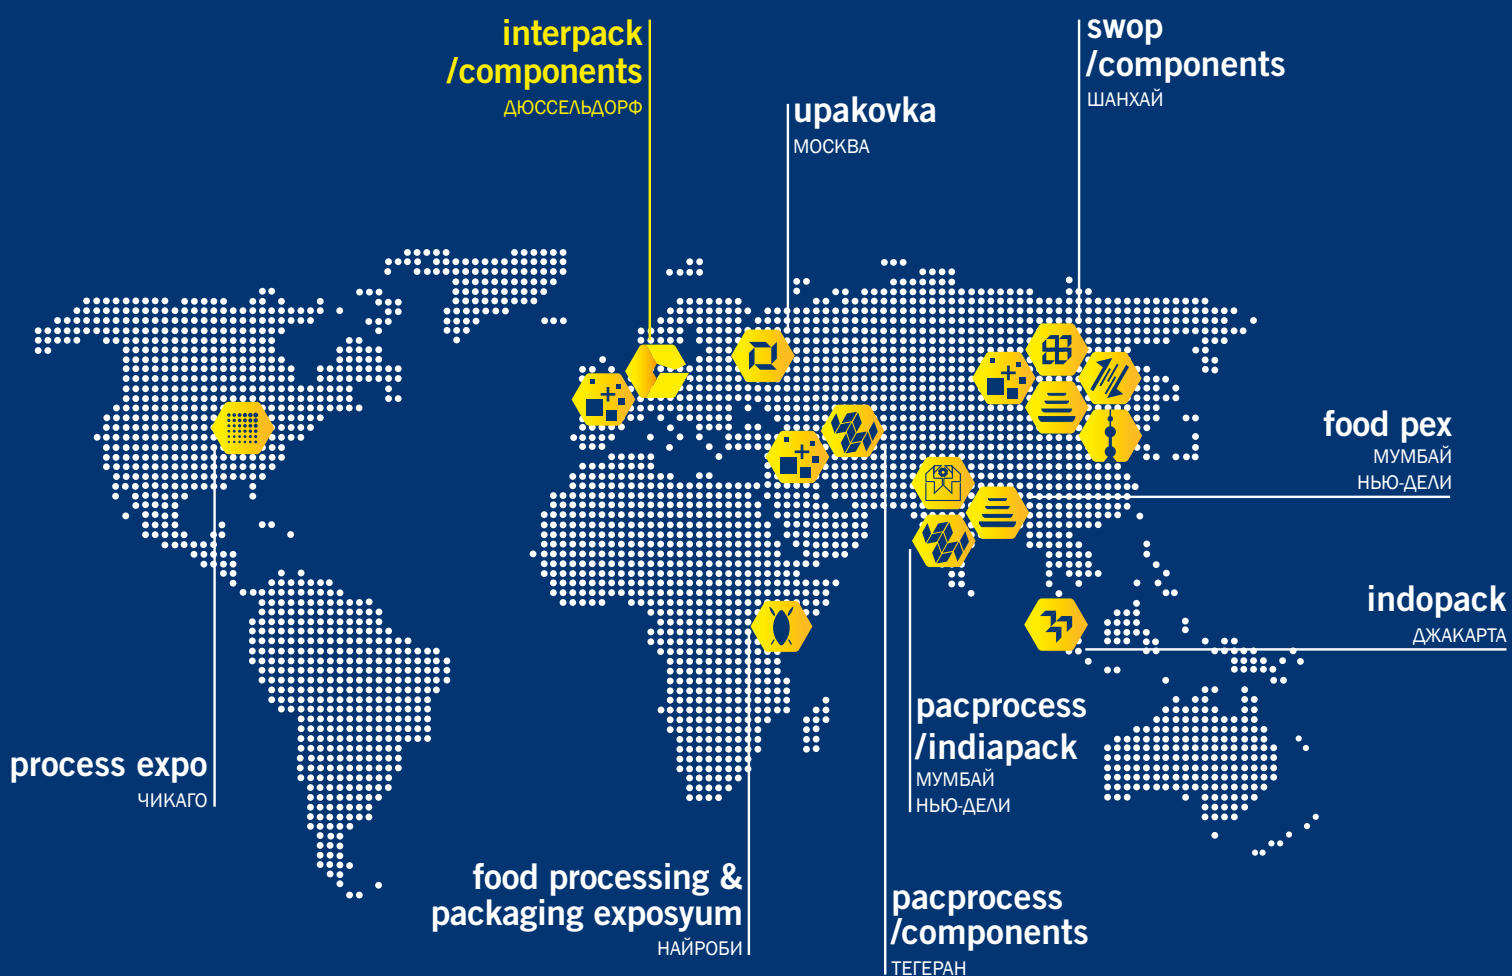 interpack
/components
ДЮССЕЛЬДОРФ
swop
/components
ШАНХАЙ
upakovka
МОСКВА
food pex
МУМБАЙ
НЬЮ-ДЕЛИ
indopack
ДЖАКАРТА
pacprocess
/indiapack
МУМБАЙ
НЬЮ-ДЕЛИ
process expo
ЧИКАГО
food processing &
packaging exposyum
НАЙРОБИ
pacprocess
/components
ТЕГЕРАН